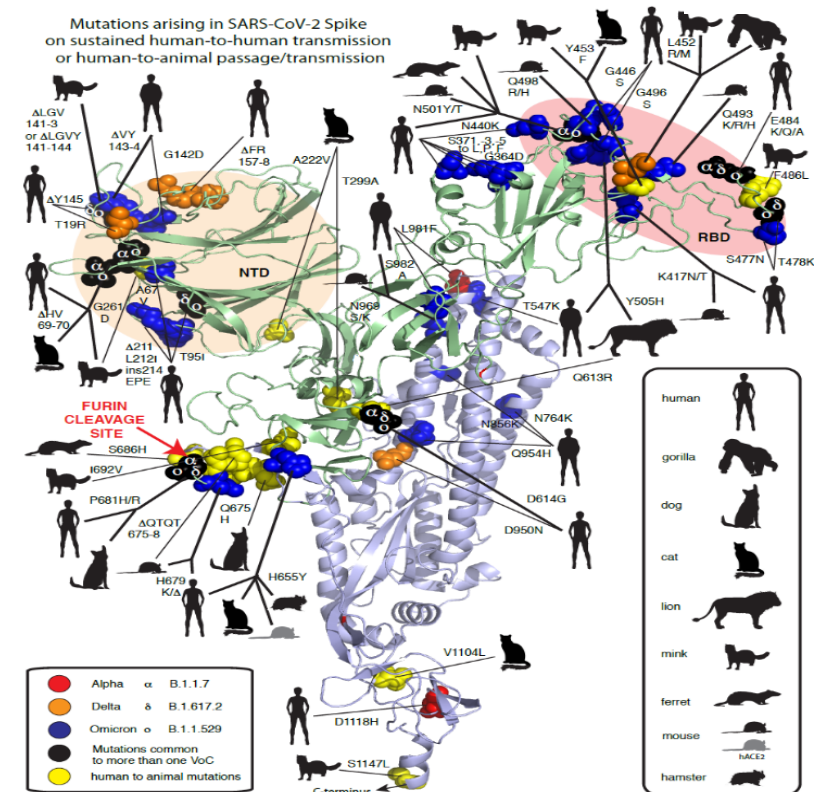 Mutations arising in SARS-CoV-2 Spike
on sustained human-to-human transmission
or human-to-animal passage/transmission
ΔLGV
141-3
or ΔLGVY
141-144
ΔVY
143-4
G142D
ΔFR
157-8
A222V
T299A
ΔY145
T19R
NTD
ΔHV
69-70
G261
D
A67
V
Δ211
L212I
ins214
EPE
T95I
L981F
S982
A
N969
S/K
T547K
N501Y/T
N440K
S371-3,-5
to L,P,F
G364D
Q498
R/H
Y453
F
G446
S
G496
S
L452
R/M
Q493
K/R/H
E484
K/Q/A
F486L
RBD
S477N
T478K
K417N/T
Y505H
Q613R
N764K
N856K
Q954H
D614G
D950N
FURIN
CLEAVAGE
SITE
S686H
I692V
P681H/R
ΔQTQT
675-8
Q675
H
H679
K/Δ
H655Y
V1104L
D1118H
S1147L
C-terminus
α δ
δ o
α o
α δ o
Alpha α B.1.1.7
Delta δ B.1.617.2
Omicron o B.1.1.529
Mutations common
to more than one VoC
human to animal mutations
human
gorilla
dog
cat
lion
mink
ferret
mouse
hACE2
hamster